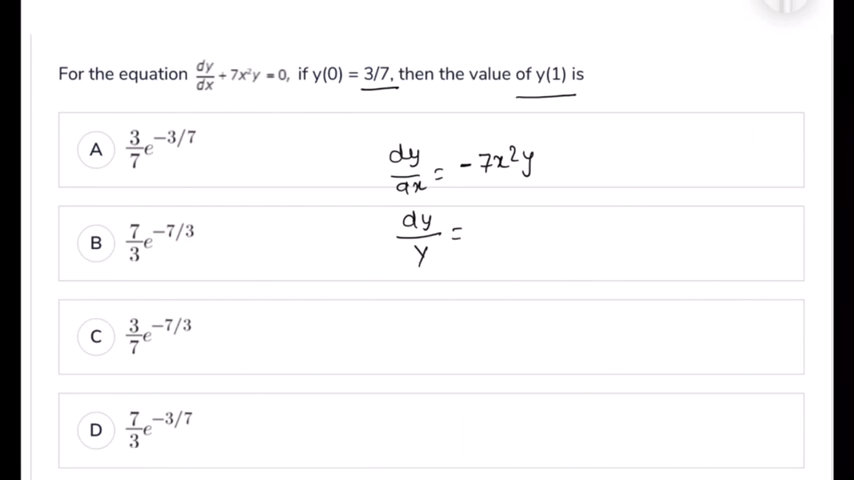 For the equation dy/dx + 7x²y = 0, if y(0) = 3/7, then the value of y(1) is
A 3/7 e^−3/7
dy/dx = - 7x²y
B 7/3 e^−7/3
dy/y =
C 3/7 e^−7/3
D 7/3 e^−3/7